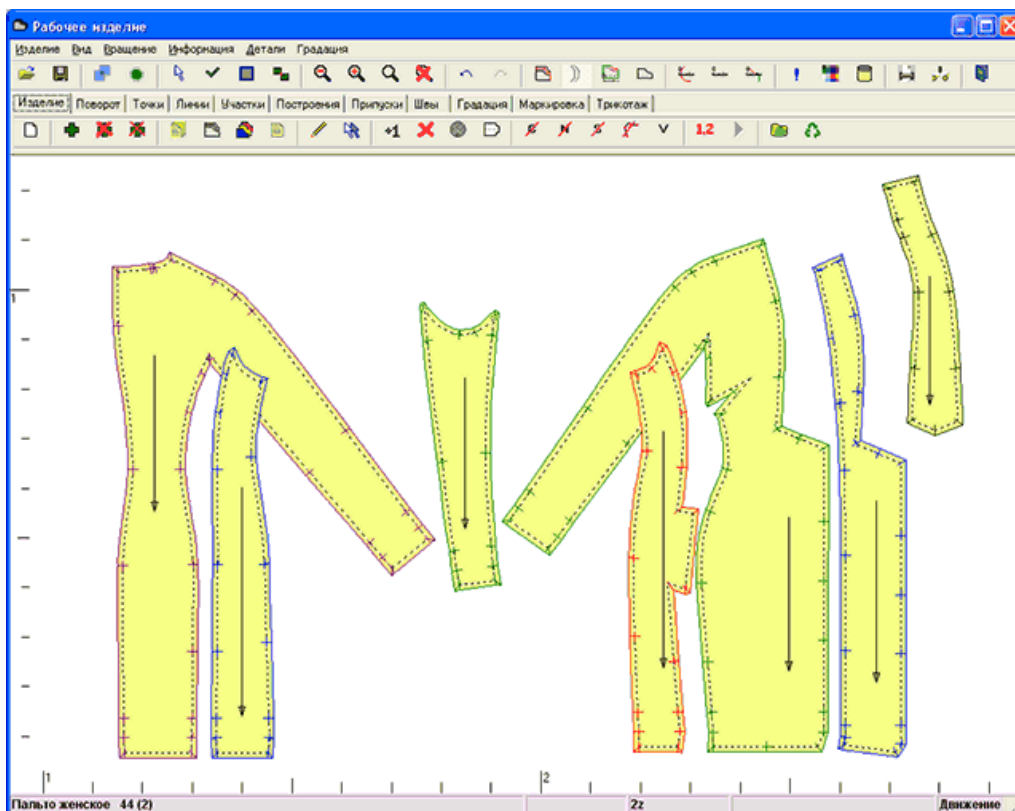 Рабочее изделие
Изделие Вид Вращение Информация Детали Градация
Изделие Поворот Точки Линии Участки Построения Припуски Швы Градация Маркировка Трикотаж
+1 1.2
1
1 2
Пальто женское 44 (2) 2z Движение